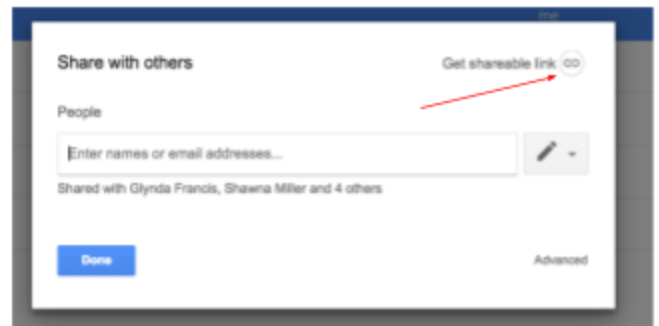 me
Share with others
Get shareable link
People
Enter names or email addresses...
Shared with Glynda Francis, Shawna Miller and 4 others
Done
Advanced